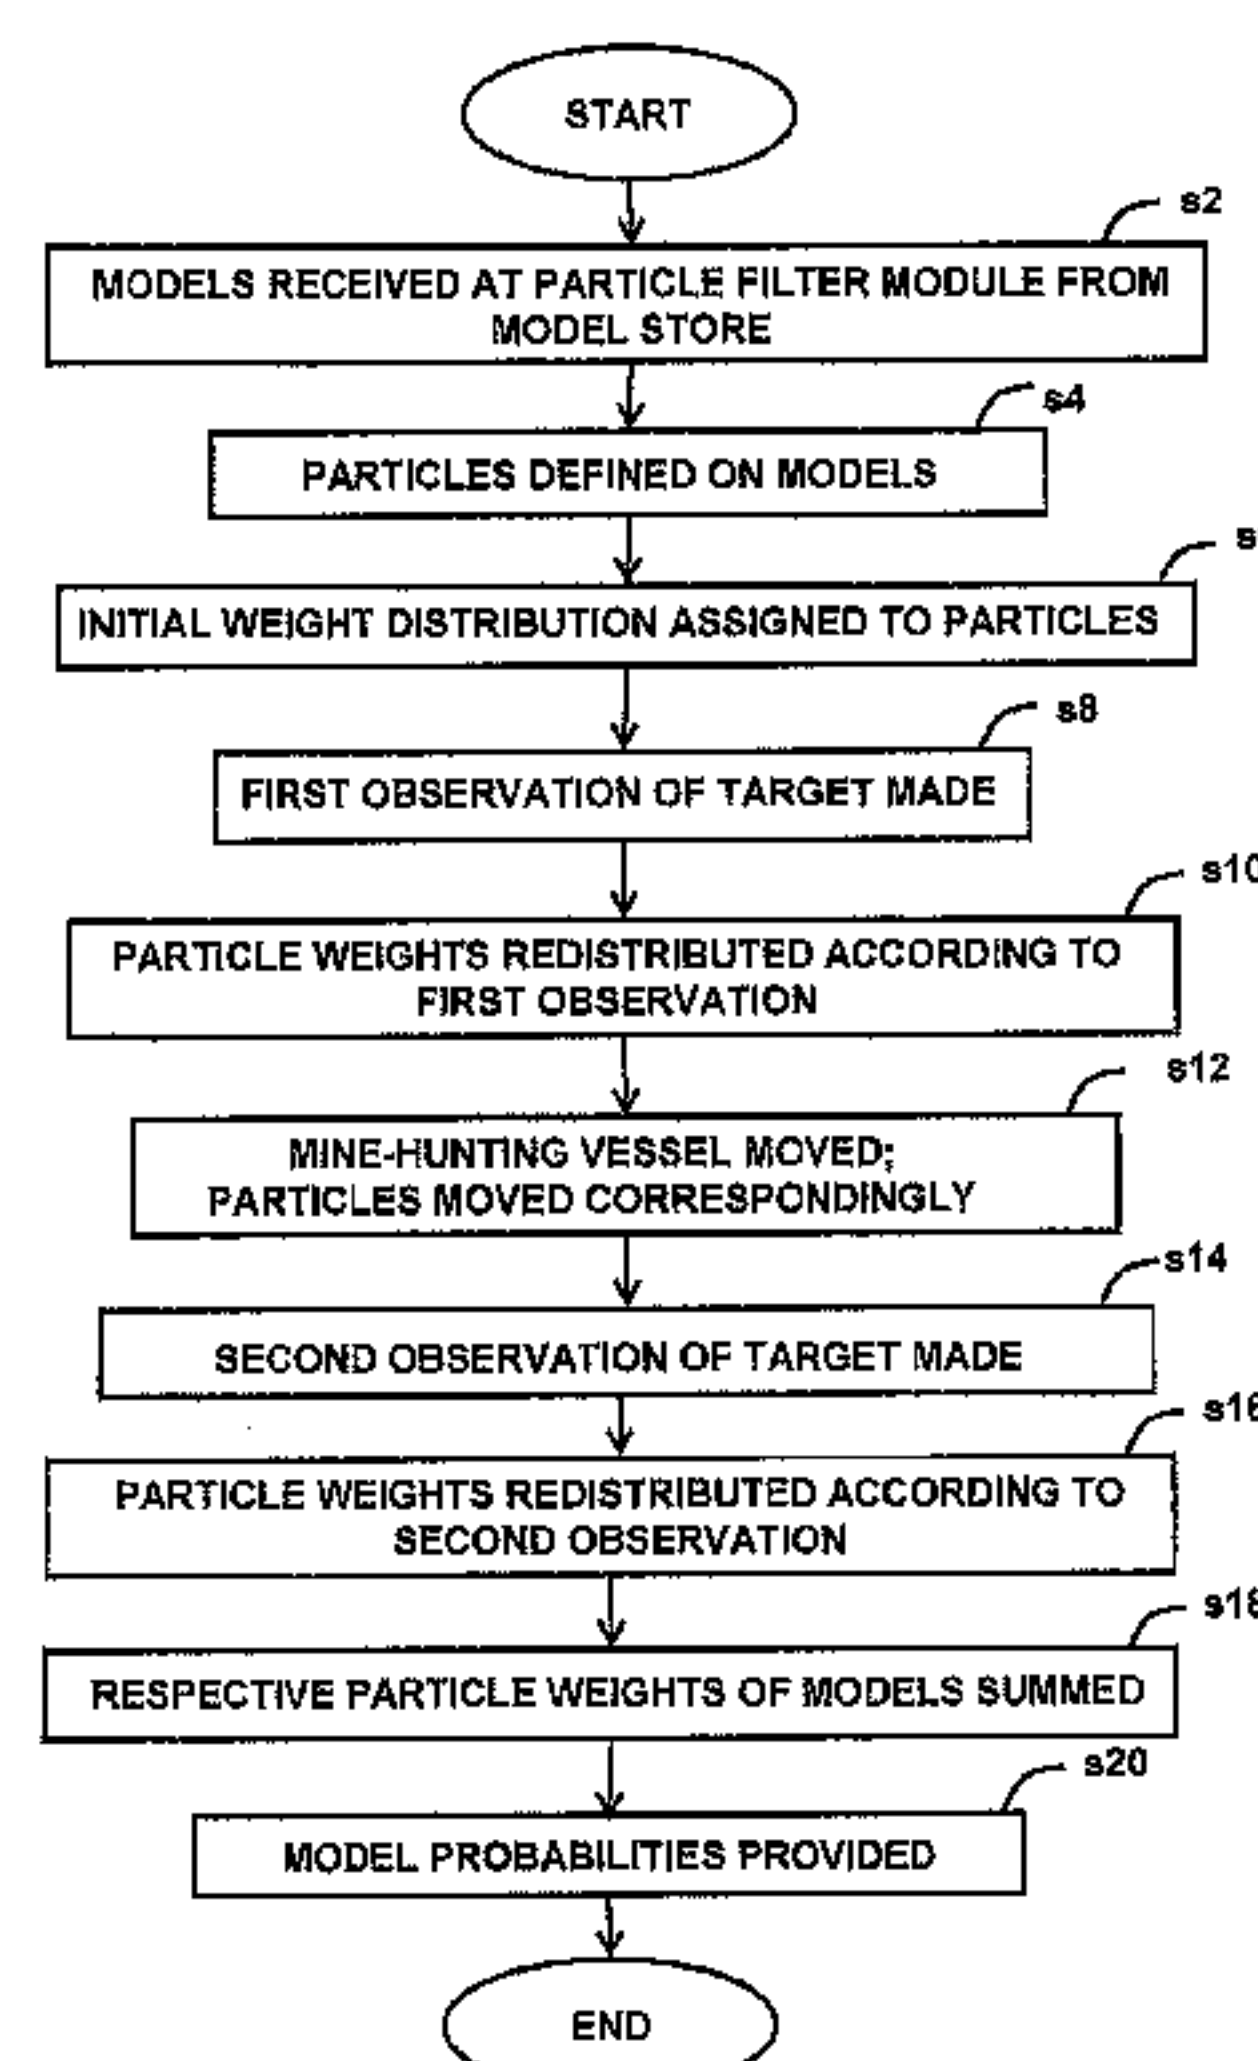 START
s2
MODELS RECEIVED AT PARTICLE FILTER MODULE FROM
MODEL STORE
s4
PARTICLES DEFINED ON MODELS
s
INITIAL WEIGHT DISTRIBUTION ASSIGNED TO PARTICLES
s8
FIRST OBSERVATION OF TARGET MADE
s10
PARTICLE WEIGHTS REDISTRIBUTED ACCORDING TO
FIRST OBSERVATION
s12
MINE-HUNTING VESSEL MOVED;
PARTICLES MOVED CORRESPONDINGLY
s14
SECOND OBSERVATION OF TARGET MADE
s16
PARTICLE WEIGHTS REDISTRIBUTED ACCORDING TO
SECOND OBSERVATION
s18
RESPECTIVE PARTICLE WEIGHTS OF MODELS SUMMED
s20
MODEL PROBABILITIES PROVIDED
END